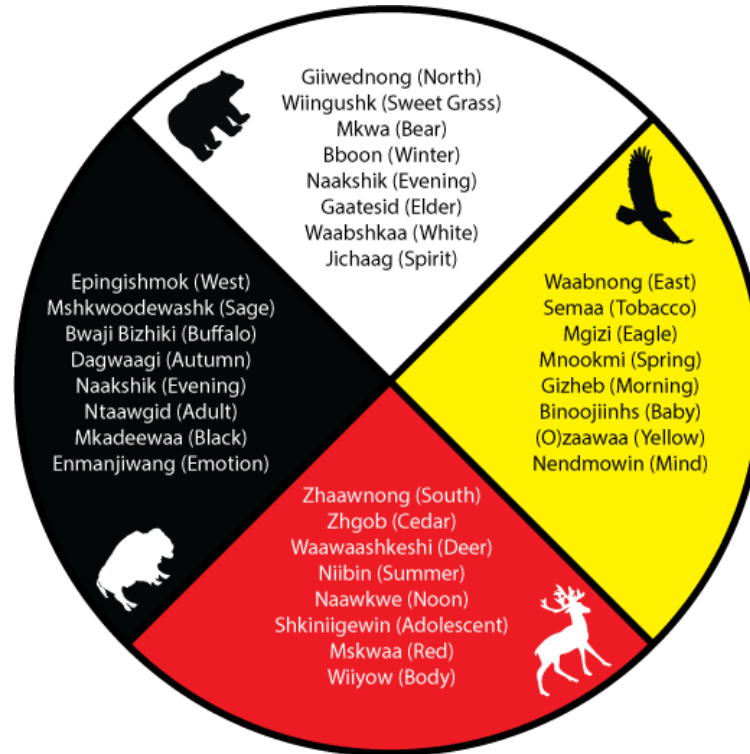 Giiwednong (North)
Wiingushk (Sweet Grass)
Mkwa (Bear)
Bboon (Winter)
Naakshik (Evening)
Gaatesid (Elder)
Waabshkaa (White)
Jichaag (Spirit)
Waabnong (East)
Semaa (Tobacco)
Mgizi (Eagle)
Mnookmi (Spring)
Gizheb (Morning)
Binoojiinhs (Baby)
(O)zaawaa (Yellow)
Nendmowin (Mind)
Zhaawnong (South)
Zhgob (Cedar)
Waawaashkeshi (Deer)
Niibin (Summer)
Naawkwe (Noon)
Shkiniigewin (Adolescent)
Mskwaa (Red)
Wiiyow (Body)
Epingishmok (West)
Mshkwoodewashk (Sage)
Bwaji Bizhiki (Buffalo)
Dagwaagi (Autumn)
Naakshik (Evening)
Ntaawgid (Adult)
Mkadeewaa (Black)
Enmanjiwang (Emotion)